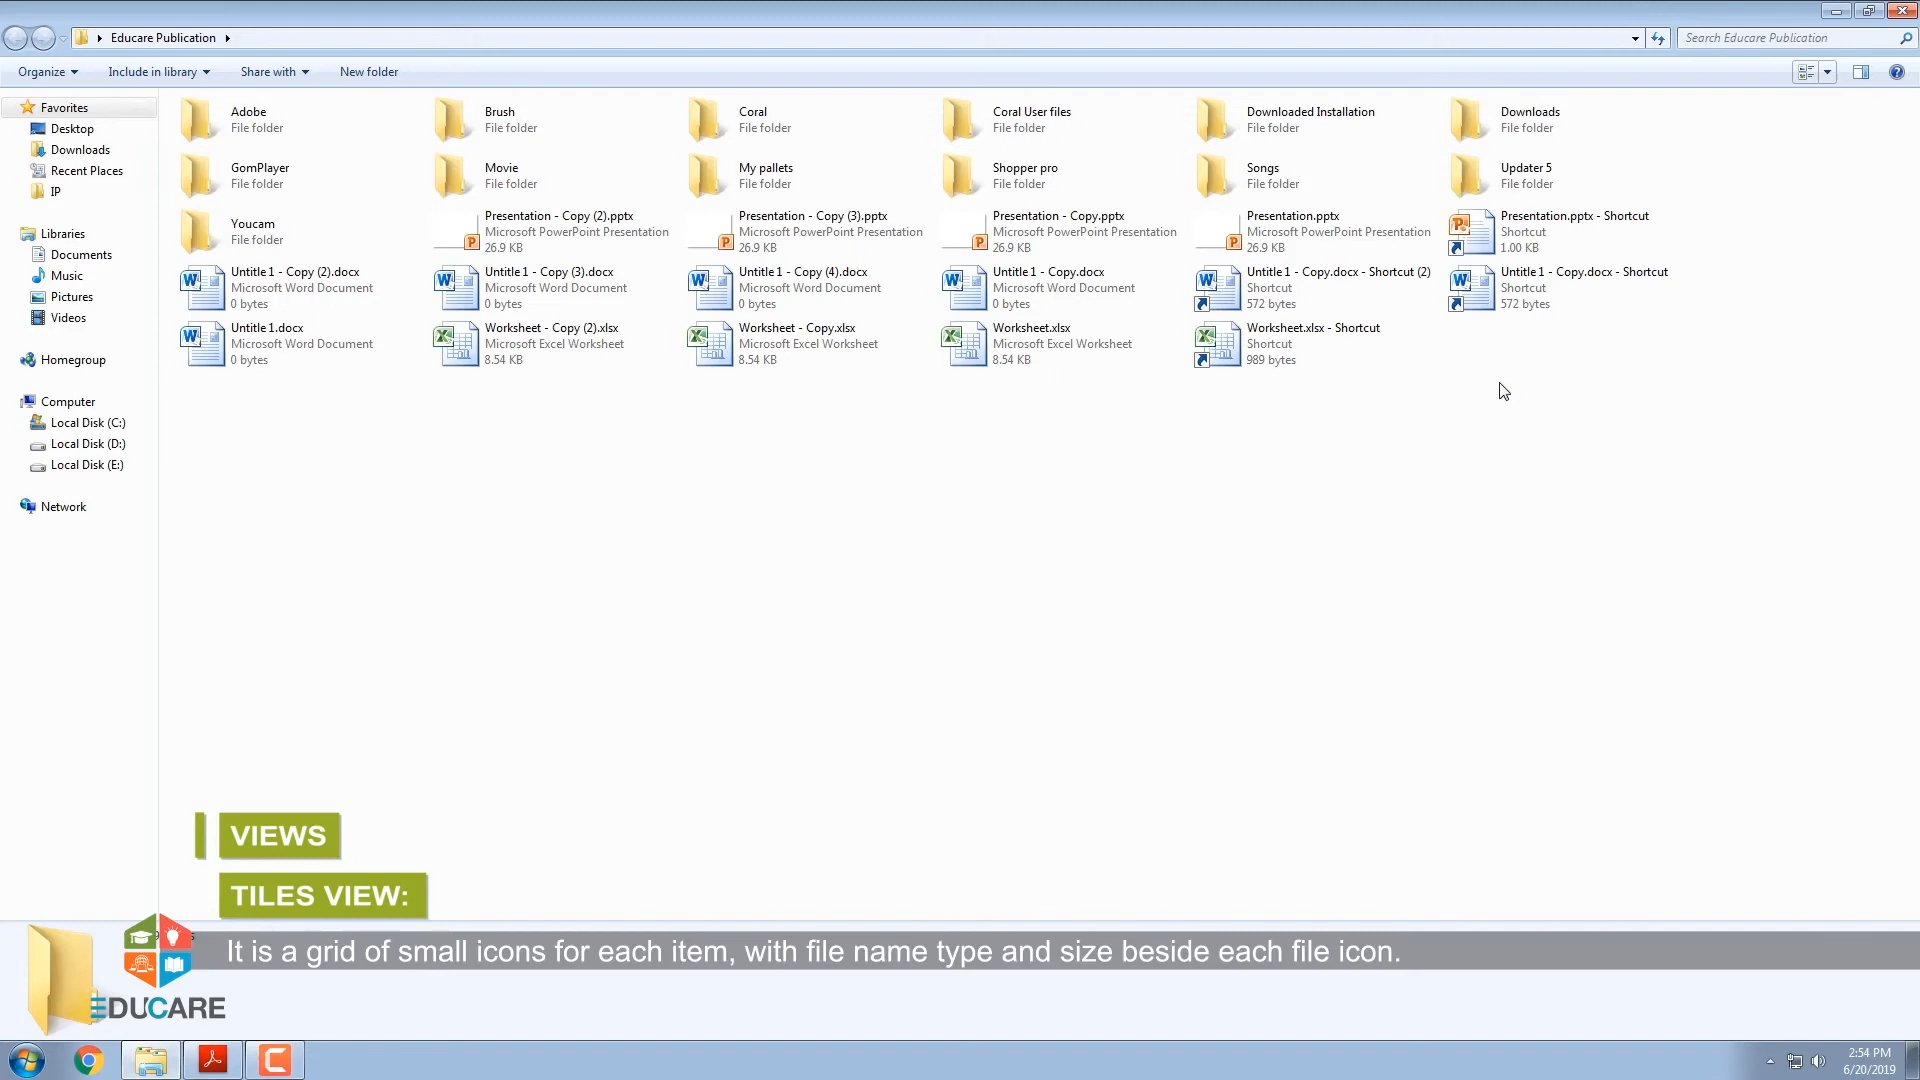 Educare Publication
Search Educare Publication
Organize
Include in library
Share with
New folder
Favorites
Desktop
Downloads
Recent Places
IP
Libraries
Documents
Music
Pictures
Videos
Homegroup
Computer
Local Disk (C:)
Local Disk (D:)
Local Disk (E:)
Network
Adobe
File folder
Brush
File folder
Coral
File folder
Coral User files
File folder
Downloaded Installation
File folder
Downloads
File folder
GomPlayer
File folder
Movie
File folder
My pallets
File folder
Shopper pro
File folder
Songs
File folder
Updater 5
File folder
Youcam
File folder
Presentation - Copy (2).pptx
Microsoft PowerPoint Presentation
26.9 KB
Presentation - Copy (3).pptx
Microsoft PowerPoint Presentation
26.9 KB
Presentation - Copy.pptx
Microsoft PowerPoint Presentation
26.9 KB
Presentation.pptx
Microsoft PowerPoint Presentation
26.9 KB
Presentation.pptx - Shortcut
Shortcut
1.00 KB
Untitle 1 - Copy (2).docx
Microsoft Word Document
0 bytes
Untitle 1 - Copy (3).docx
Microsoft Word Document
0 bytes
Untitle 1 - Copy (4).docx
Microsoft Word Document
0 bytes
Untitle 1 - Copy.docx
Microsoft Word Document
0 bytes
Untitle 1 - Copy.docx - Shortcut (2)
Shortcut
572 bytes
Untitle 1 - Copy.docx - Shortcut
Shortcut
572 bytes
Untitle 1.docx
Microsoft Word Document
0 bytes
Worksheet - Copy (2).xlsx
Microsoft Excel Worksheet
8.54 KB
Worksheet - Copy.xlsx
Microsoft Excel Worksheet
8.54 KB
Worksheet.xlsx
Microsoft Excel Worksheet
8.54 KB
Worksheet.xlsx - Shortcut
Shortcut
989 bytes
VIEWS
TILES VIEW:
It is a grid of small icons for each item, with file name type and size beside each file icon.
EDUCARE
2:54 PM
6/20/2019